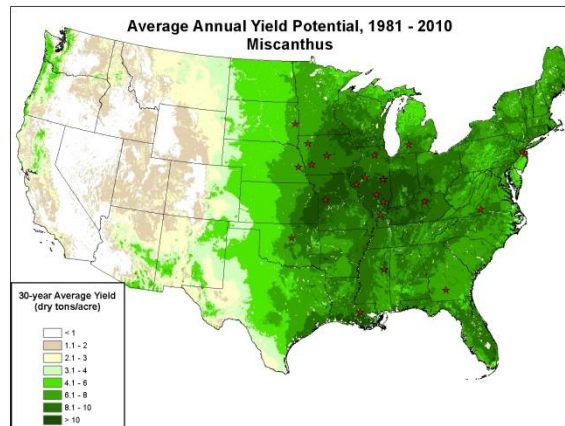 Average Annual Yield Potential, 1981 - 2010
Miscanthus
30-year Average Yield
(dry tons/acre)
< 1
1.1 - 2
2.1 - 3
3.1 - 4
4.1 - 6
6.1 - 8
8.1 - 10
> 10